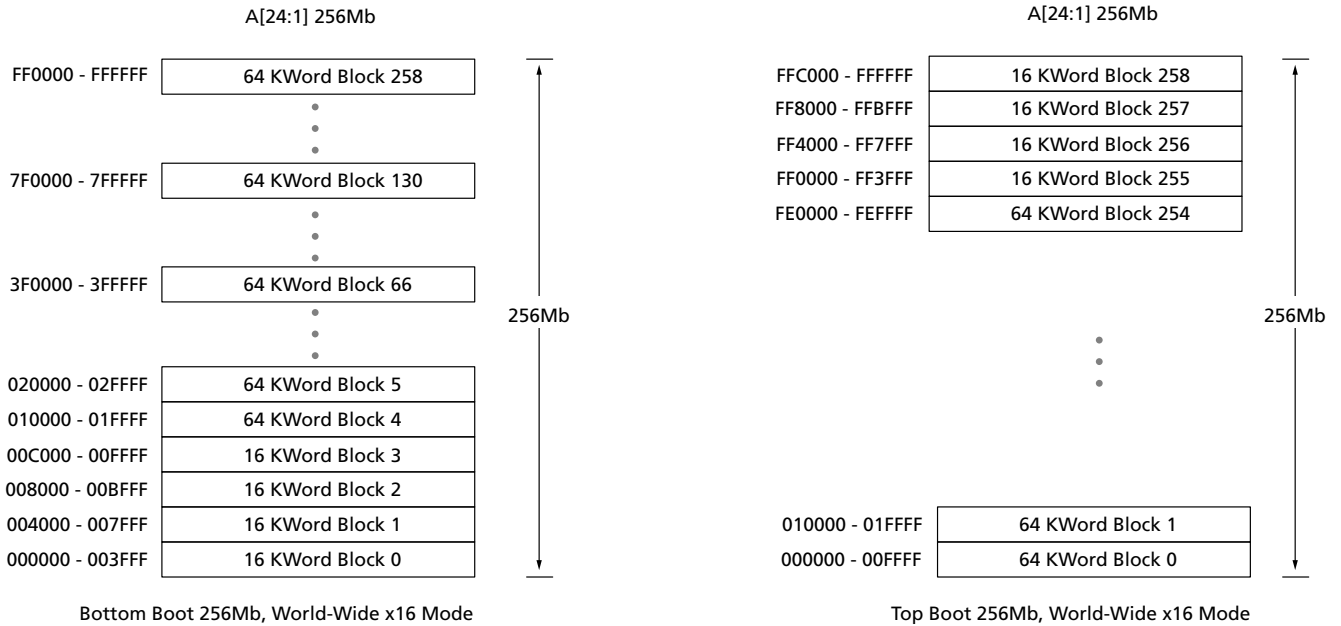 A[24:1] 256Mb
FF0000 - FFFFFF 64 KWord Block 258
7F0000 - 7FFFFF 64 KWord Block 130
3F0000 - 3FFFFF 64 KWord Block 66
256Mb
020000 - 02FFFF 64 KWord Block 5
010000 - 01FFFF 64 KWord Block 4
00C000 - 00FFFF 16 KWord Block 3
008000 - 00BFFF 16 KWord Block 2
004000 - 007FFF 16 KWord Block 1
000000 - 003FFF 16 KWord Block 0
Bottom Boot 256Mb, World-Wide x16 Mode
A[24:1] 256Mb
FFC000 - FFFFFF 16 KWord Block 258
FF8000 - FFBFFF 16 KWord Block 257
FF4000 - FF7FFF 16 KWord Block 256
FF0000 - FF3FFF 16 KWord Block 255
FE0000 - FEFFFF 64 KWord Block 254
256Mb
010000 - 01FFFF 64 KWord Block 1
000000 - 00FFFF 64 KWord Block 0
Top Boot 256Mb, World-Wide x16 Mode